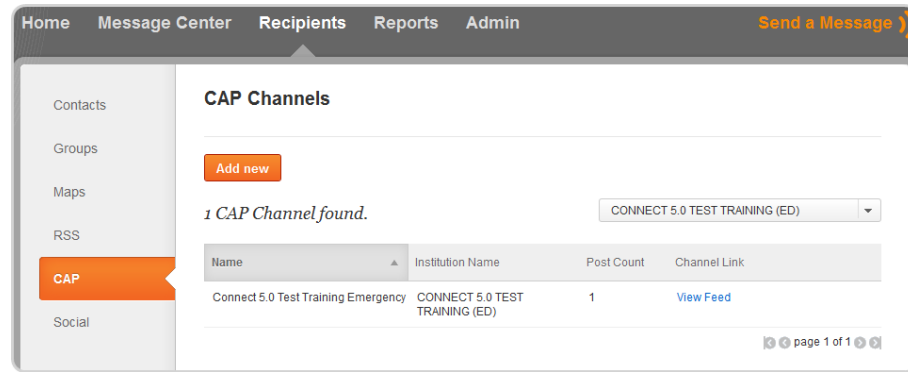 Home Message Center Recipients Reports Admin Send a Message
Contacts
Groups
Maps
RSS
CAP
Social
CAP Channels
Add new
1 CAP Channel found.
CONNECT 5.0 TEST TRAINING (ED)
Name Institution Name Post Count Channel Link
Connect 5.0 Test Training Emergency CONNECT 5.0 TEST 1 View Feed
TRAINING (ED)
page 1 of 1